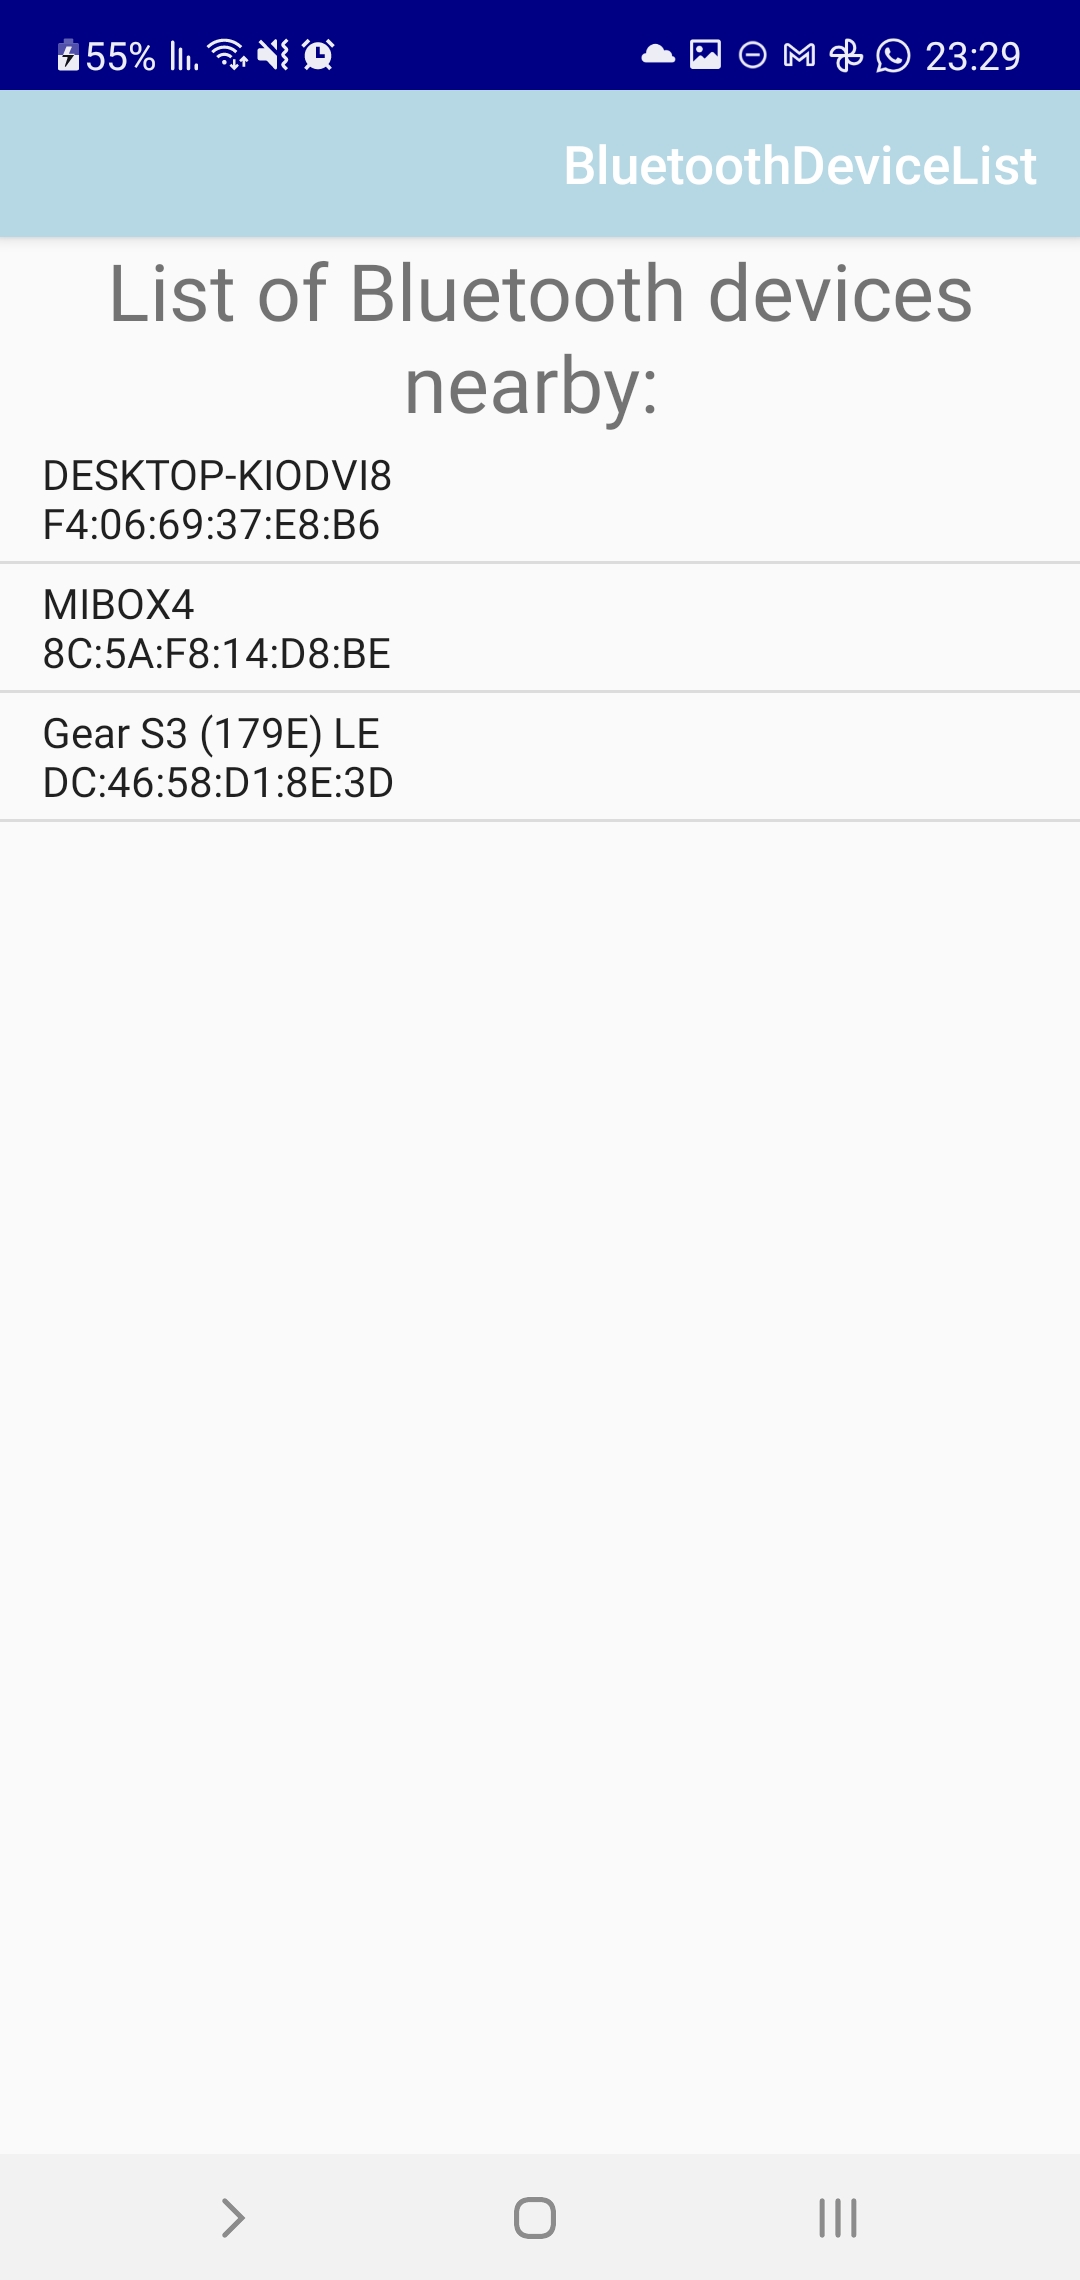 55% 23:29
BluetoothDeviceList
List of Bluetooth devices
nearby:
DESKTOP-KIODVI8
F4:06:69:37:E8:B6
MIBOX4
8C:5A:F8:14:D8:BE
Gear S3 (179E) LE
DC:46:58:D1:8E:3D